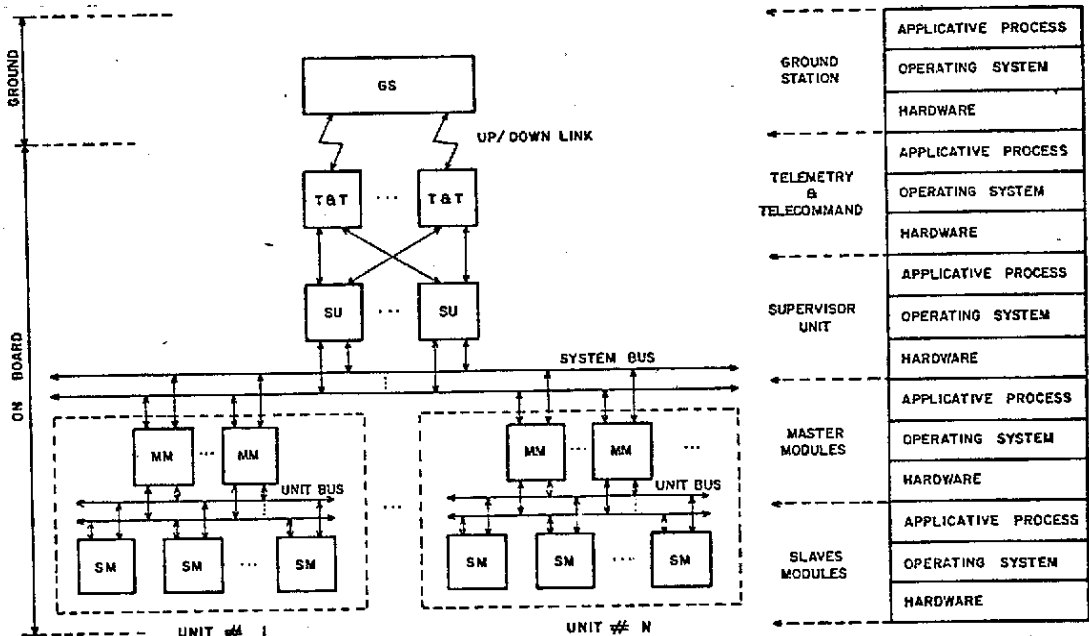 GROUND
ON BOARD
GS
UP/DOWN LINK
T&T ... T&T
SU ... SU
SYSTEM BUS
MM ... MM
UNIT BUS
SM SM ... SM
UNIT # 1
...
MM ... MM ...
UNIT BUS
SM SM ... SM
UNIT # N
GROUND
STATION
APPLICATIVE PROCESS
OPERATING SYSTEM
HARDWARE
TELEMETRY
&
TELECOMMAND
APPLICATIVE PROCESS
OPERATING SYSTEM
HARDWARE
SUPERVISOR
UNIT
APPLICATIVE PROCESS
OPERATING SYSTEM
HARDWARE
MASTER
MODULES
APPLICATIVE PROCESS
OPERATING SYSTEM
HARDWARE
SLAVES
MODULES
APPLICATIVE PROCESS
OPERATING SYSTEM
HARDWARE